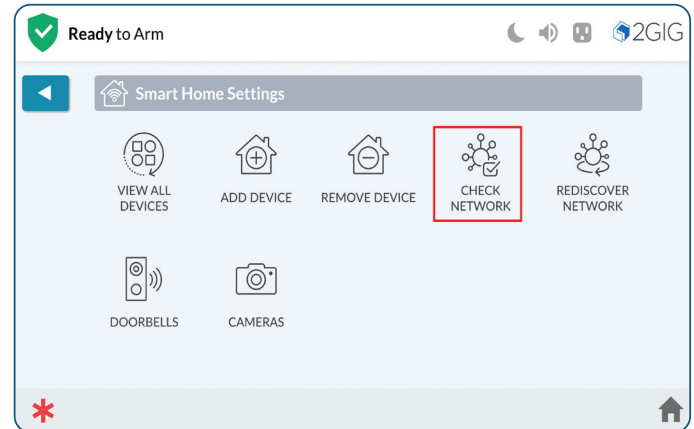 Ready to Arm
2GIG
Smart Home Settings
VIEW ALL
DEVICES
ADD DEVICE
REMOVE DEVICE
CHECK
NETWORK
REDISCOVER
NETWORK
DOORBELLS
CAMERAS